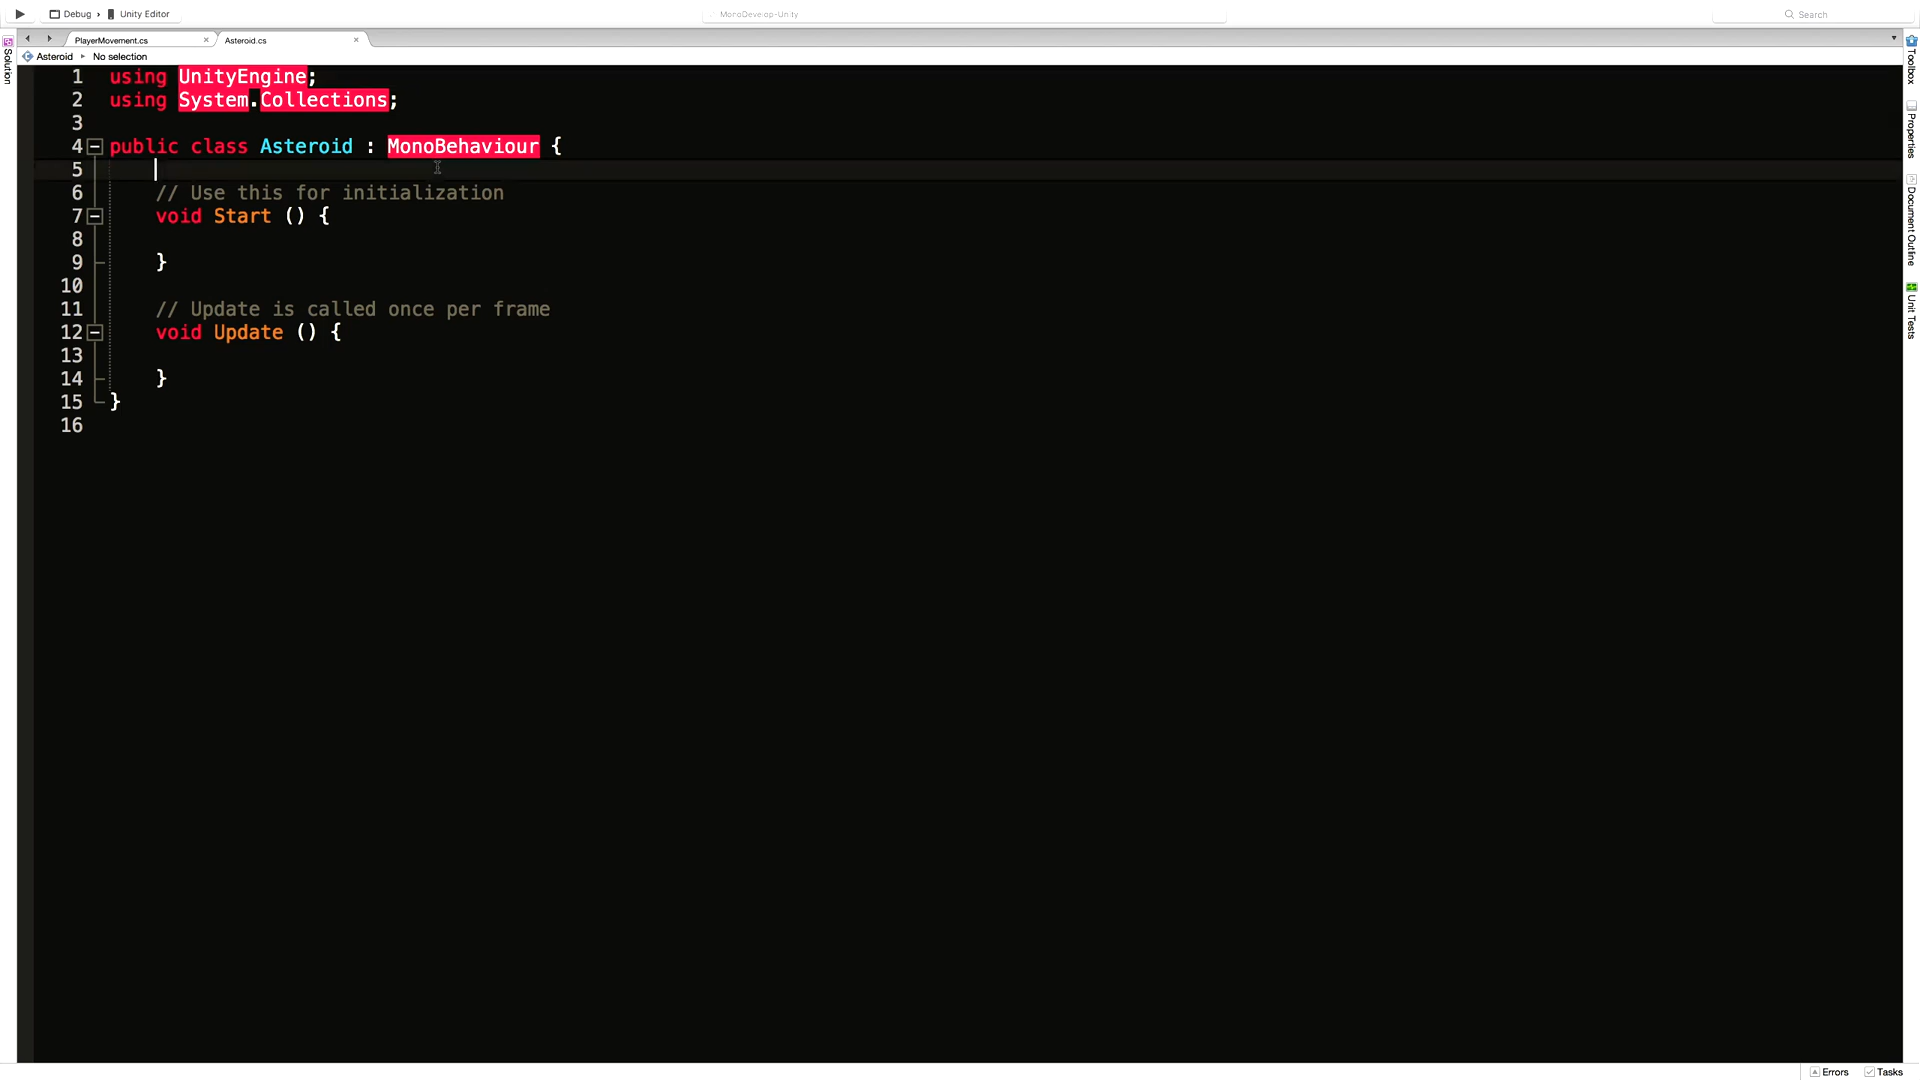 Debug › Unity Editor
MonoDevelop-Unity
Search
PlayerMovement.cs
Asteroid.cs
Asteroid
No selection
Solution
Toolbox
Properties
Document Outline
Unit Tests
1 using UnityEngine;
2 using System.Collections;
3
4 public class Asteroid : MonoBehaviour {
5
6 // Use this for initialization
7 void Start () {
8
9 }
10
11 // Update is called once per frame
12 void Update () {
13
14 }
15 }
16
Errors
Tasks